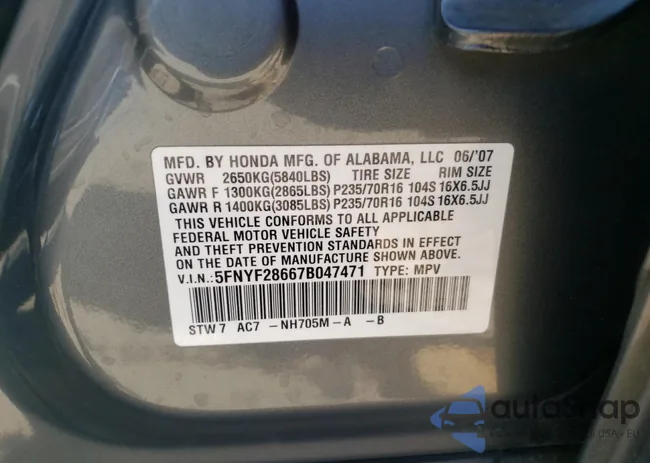 MFD. BY HONDA MFG. OF ALABAMA, LLC 06/'07
GVWR 2650KG(5840LBS) TIRE SIZE RIM SIZE
GAWR F 1300KG(2865LBS) P235/70R16 104S 16X6.5JJ
GAWR R 1400KG(3085LBS) P235/70R16 104S 16X6.5JJ
THIS VEHICLE CONFORMS TO ALL APPLICABLE
FEDERAL MOTOR VEHICLE SAFETY
AND THEFT PREVENTION STANDARDS IN EFFECT
ON THE DATE OF MANUFACTURE SHOWN ABOVE.
V.I.N.: 5FNYF28667B047471 TYPE: MPV
STW7 AC7 -NH705M-A -B
autoSnap
USA - EU